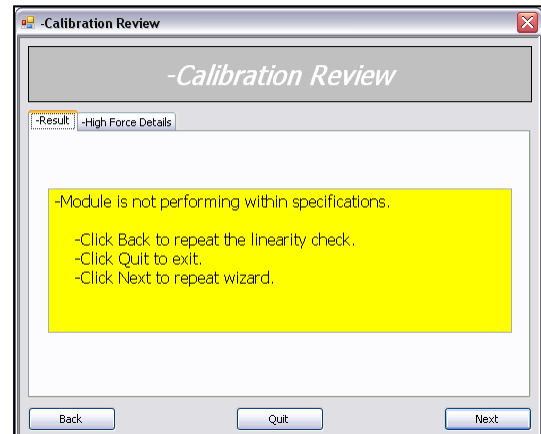 -Calibration Review
-Calibration Review
-Result -High Force Details
-Module is not performing within specifications.
-Click Back to repeat the linearity check.
-Click Quit to exit.
-Click Next to repeat wizard.
Back Quit Next